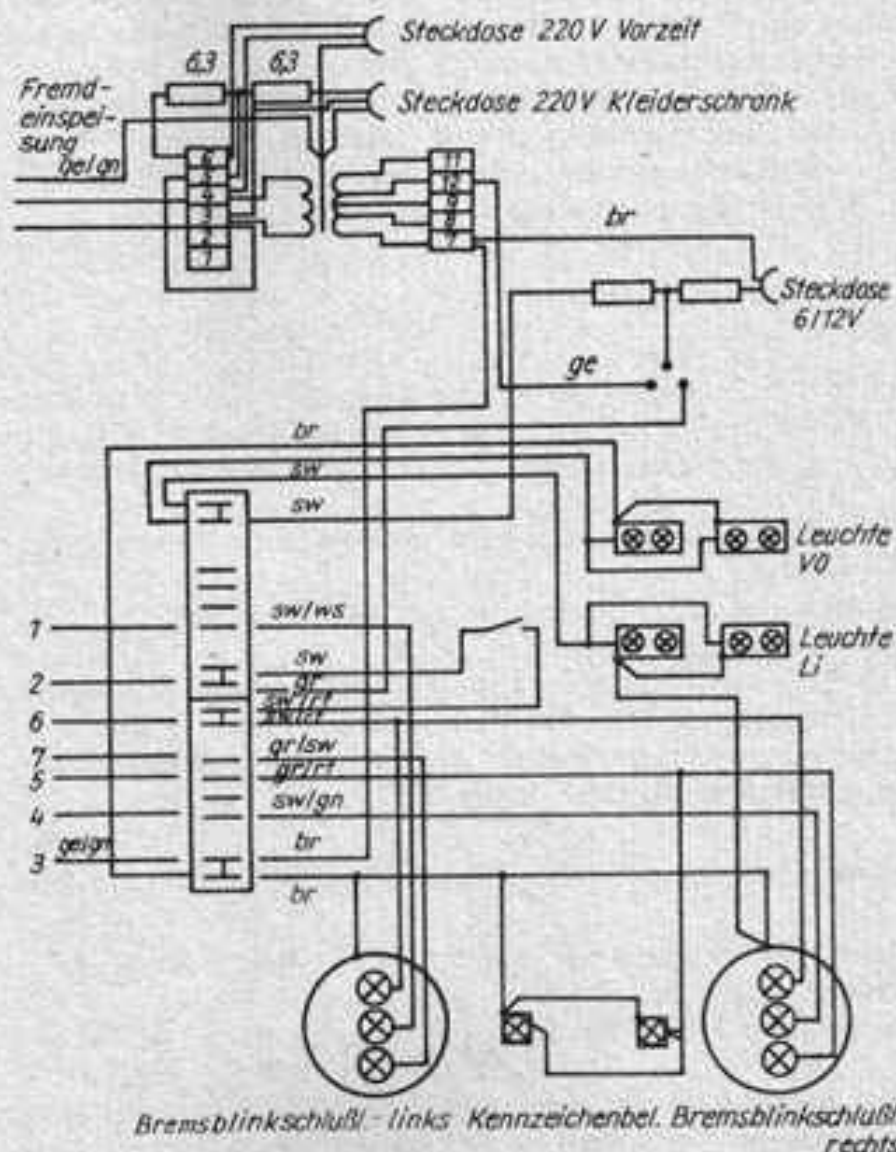 Steckdose 220V Vorzeit
6,3 6,3
Fremd-
einspei-
sung
ge/gn
Steckdose 220V Kleiderschrank
6
5
4
3
2
1
11
12
9
8
7
br
Steckdose
6/12V
ge
br
sw
sw
Leuchte
VO
1
sw/ws
Leuchte
Li
sw
2
gr
sw/rt
6
sw/rt
7
gr/sw
5
gr/rt
4
sw/gn
3 ge/gn
br
br
Bremsblinkschlußl.-links Kennzeichenbel. Bremsblinkschlußl.
rechts